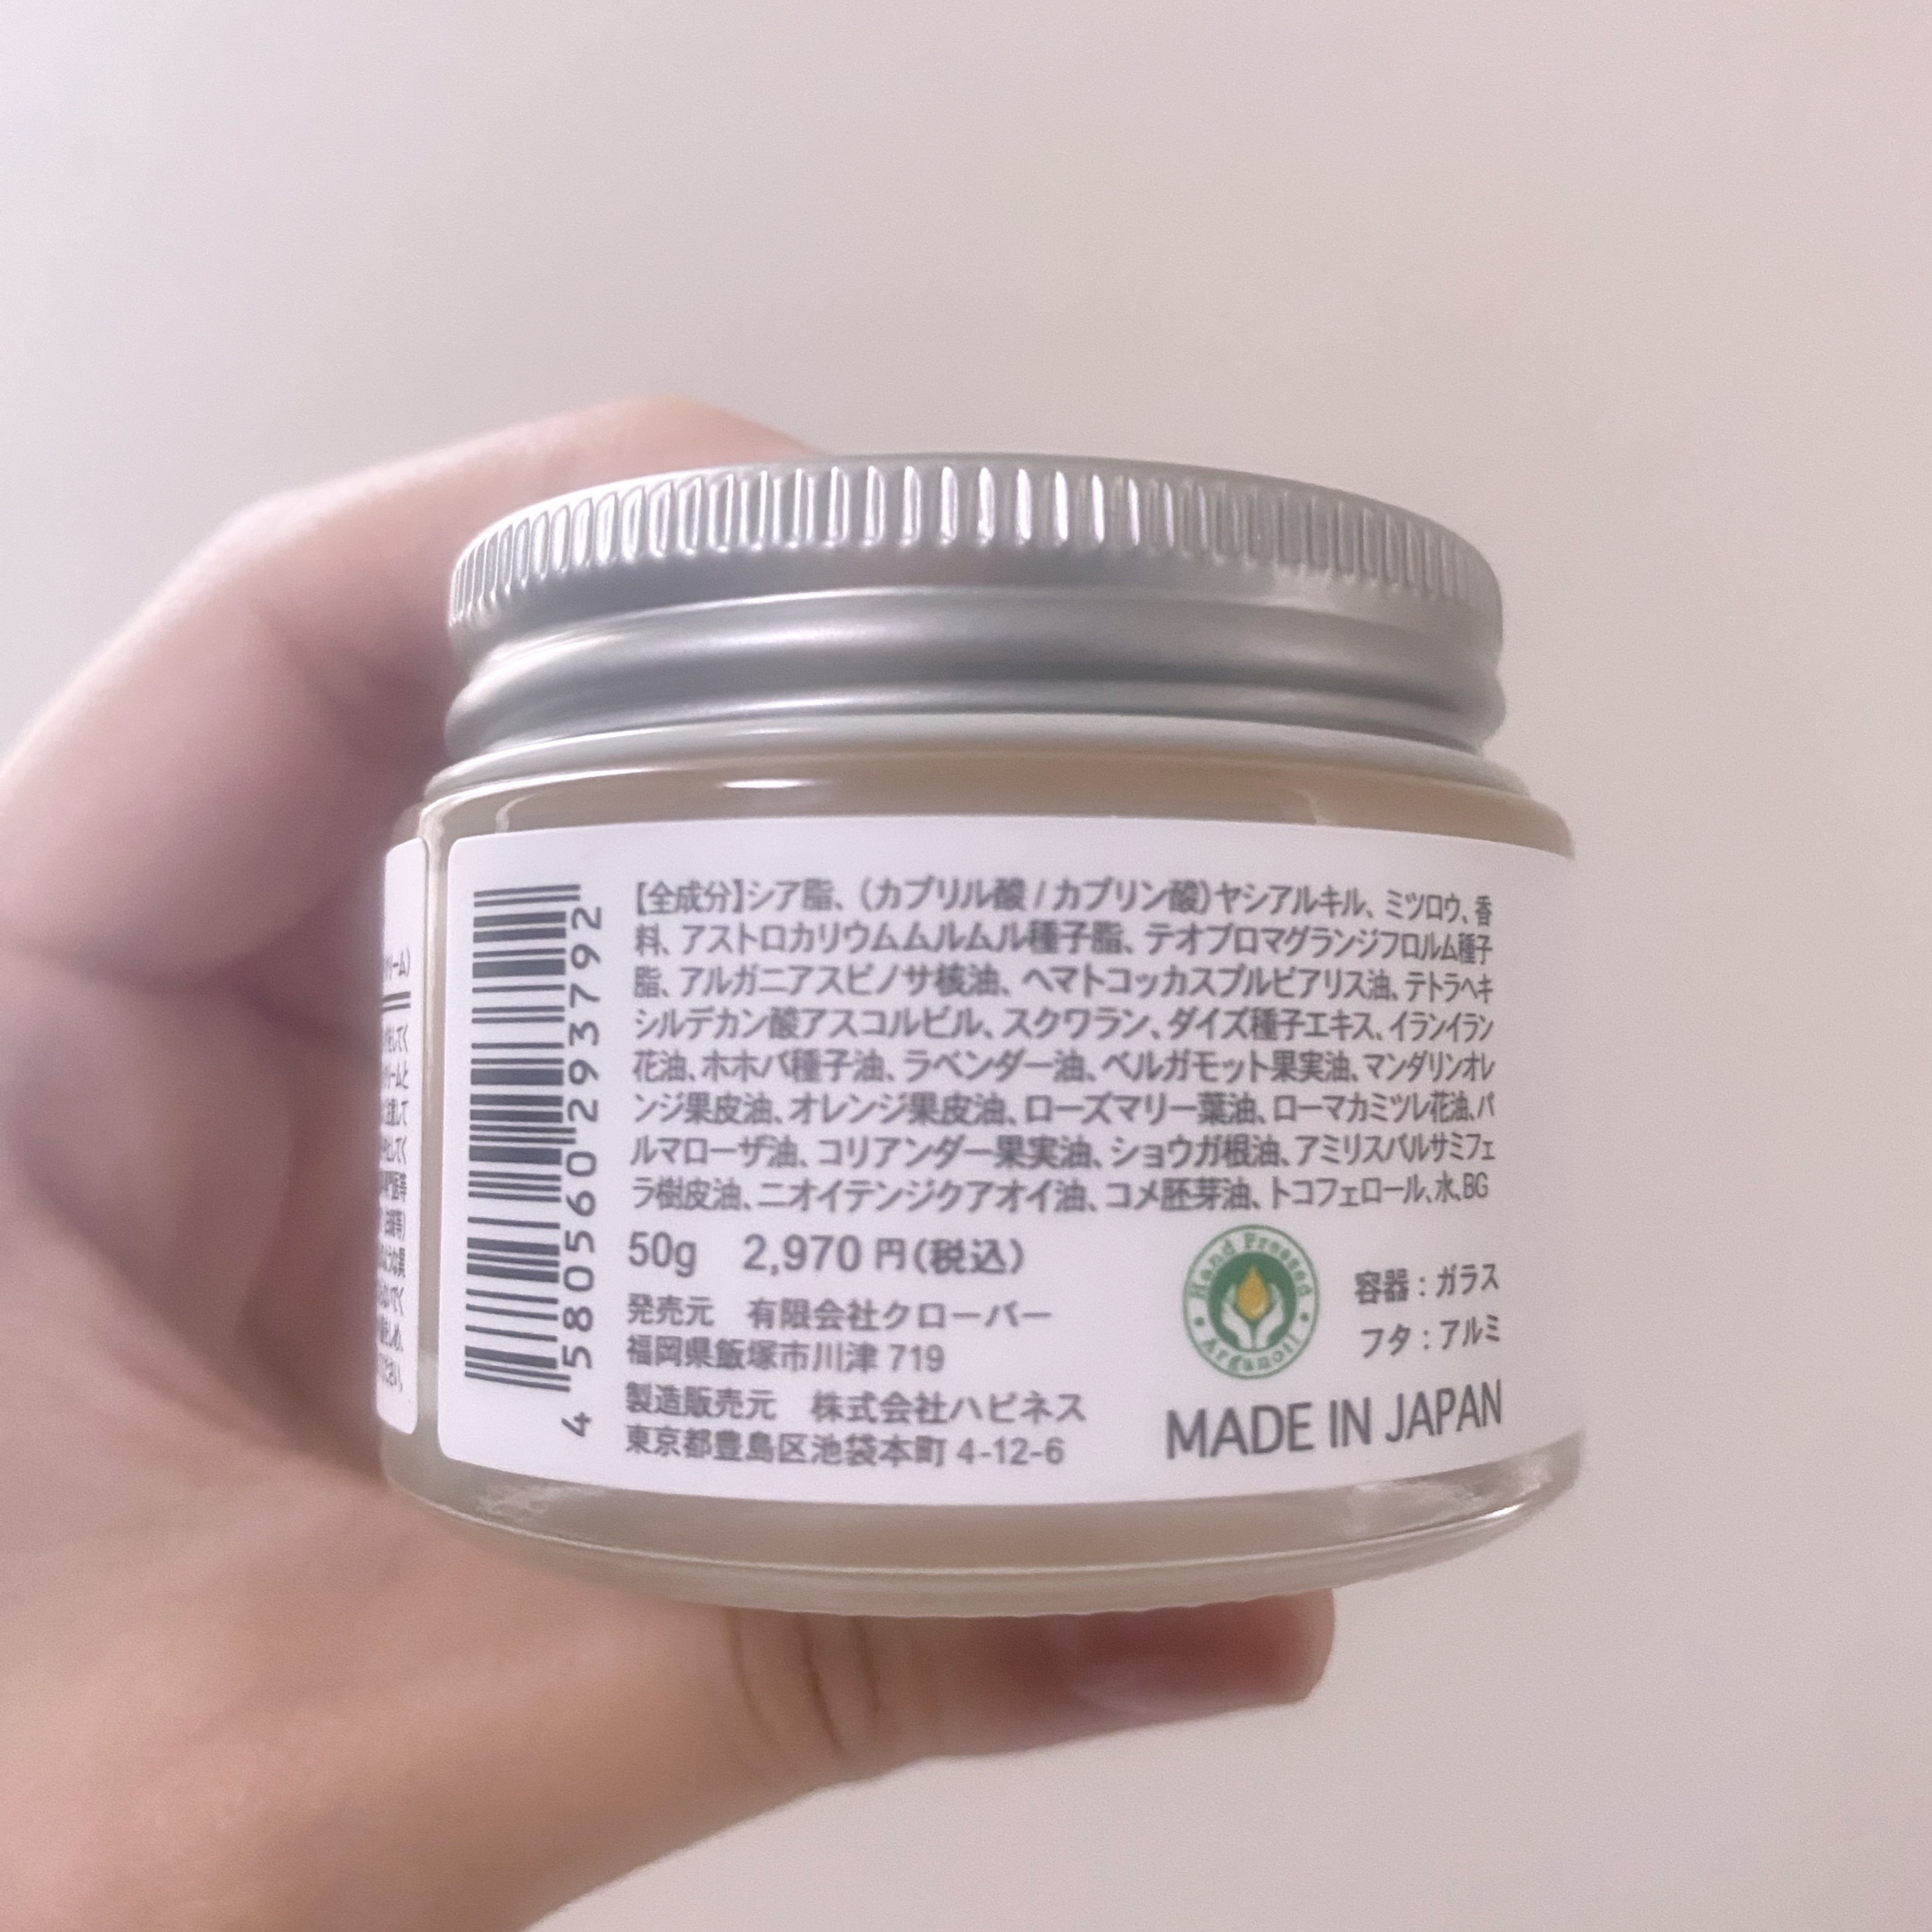 【全成分】シア脂、(カプリル酸 / カプリン酸)ヤシアルキル、ミツロウ、香
料、アストロカリウムムルムル種子脂、テオブロマグランジフロルム種子
脂、アルガニアスピノサ核油、ヘマトコッカスプルビアリス油、テトラヘキ
シルデカン酸アスコルビル、スクワラン、ダイズ種子エキス、イランイラン
花油、ホホバ種子油、ラベンダー油、ベルガモット果実油、マンダリンオレ
ンジ果皮油、オレンジ果皮油、ローズマリー葉油、ローマカミツレ花油、パ
ルマローザ油、コリアンダー果実油、ショウガ根油、アミリスバルサミフェ
ラ樹皮油、ニオイテンジクアオイ油、コメ胚芽油、トコフェロール、水、BG
50g 2,970 円(税込)
発売元 有限会社クローバー
福岡県飯塚市川津 719
製造販売元 株式会社ハピネス
東京都豊島区池袋本町 4-12-6
Hand Pressed
Arganoil
容器 : ガラス
フタ : アルミ
MADE IN JAPAN
4 580560 293792